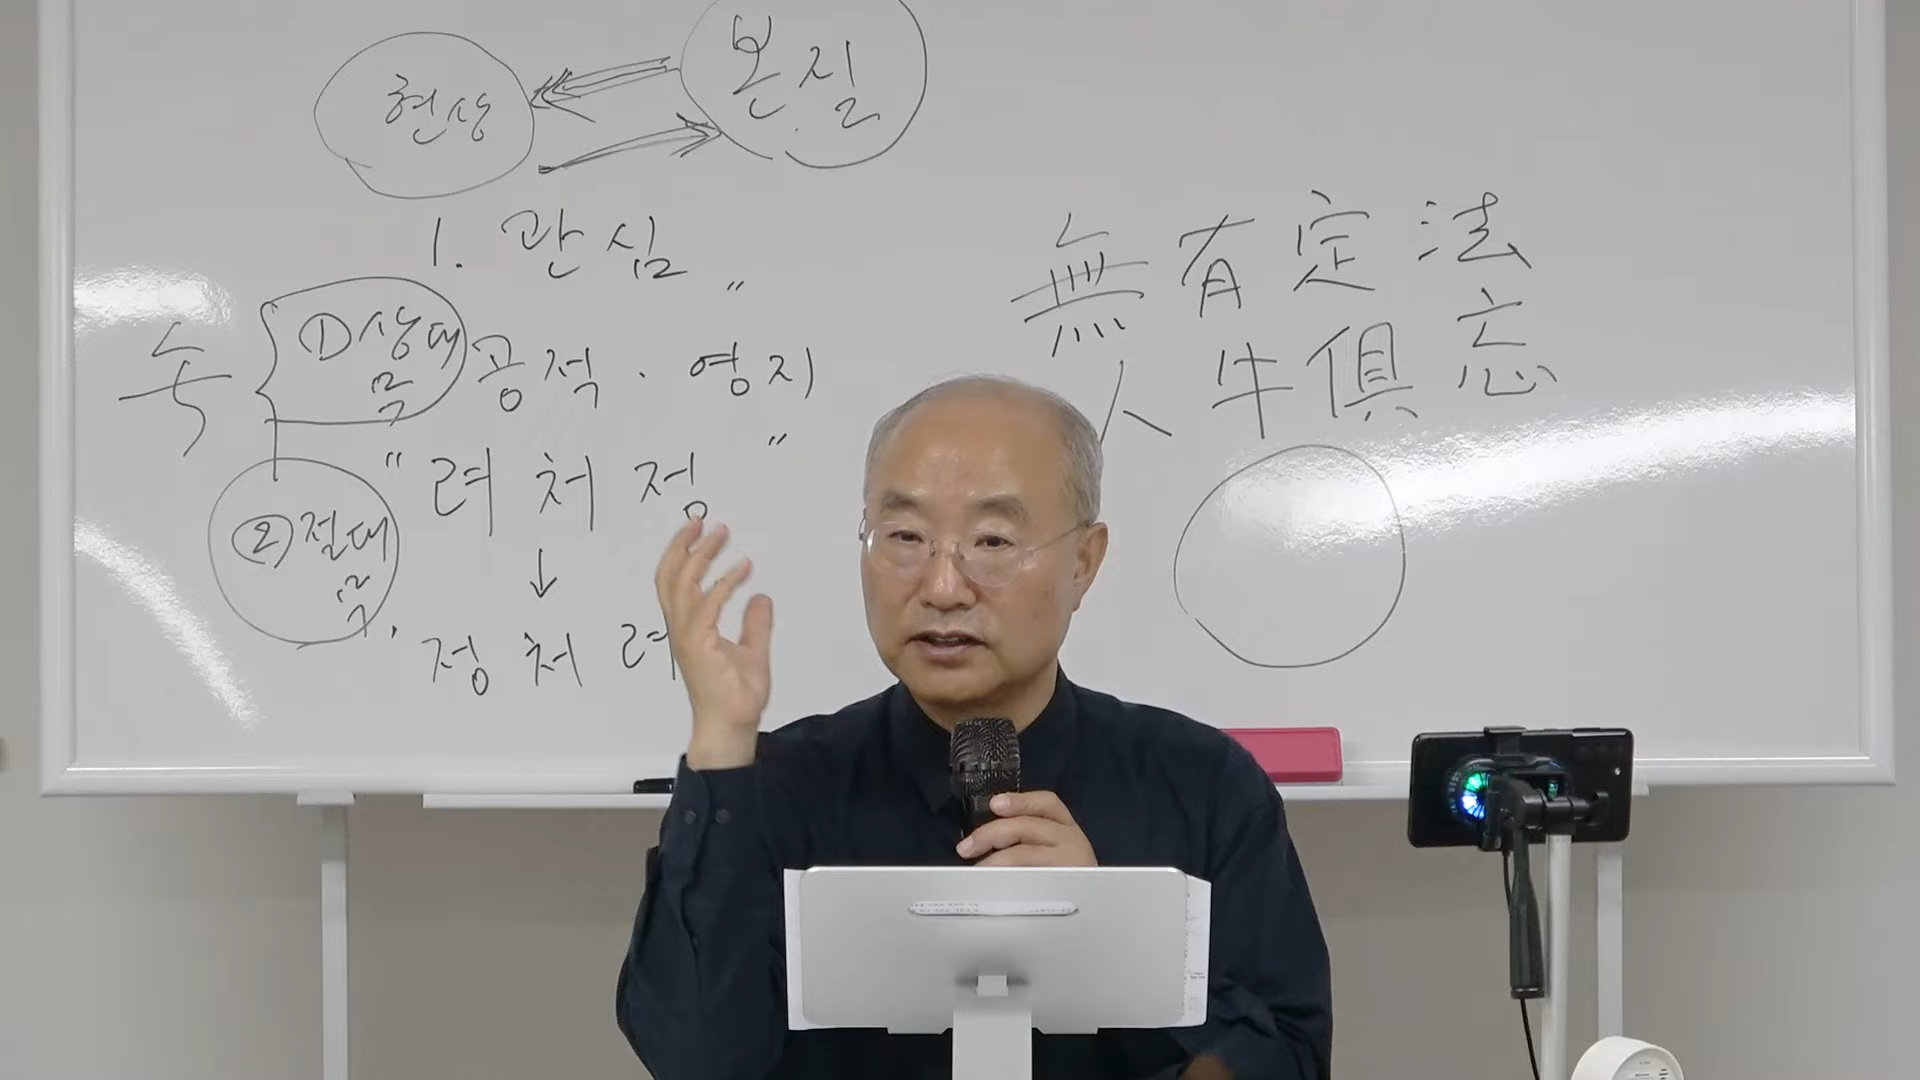 현상 본질
1. 관심
"
① 상대 공적 · 영지
속
"려처정"
② 절대
↓
정처려
無有定法
人牛俱忘